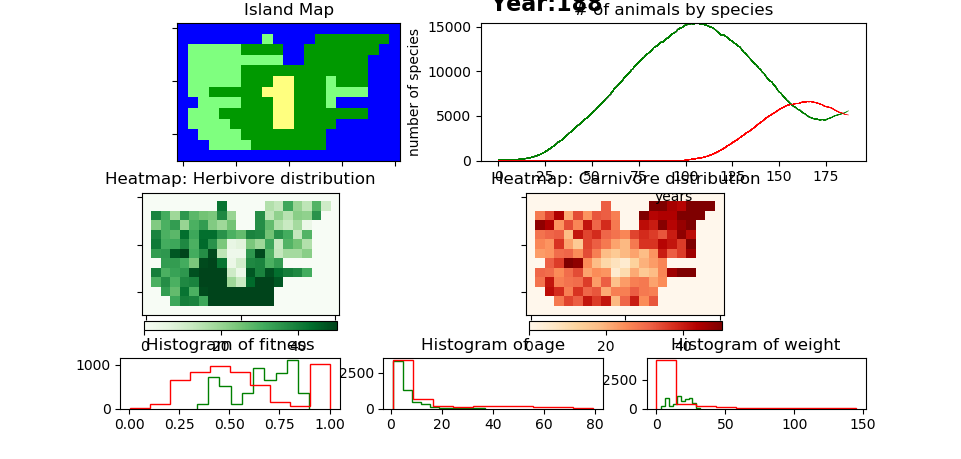 Year:188
Island Map
# of animals by species
number of species
15000
10000
5000
0
0 25 50 75 100 125 150 175
years
Heatmap: Herbivore distribution
Heatmap: Carnivore distribution
0 20 40
0 20 40
Histogram of fitness
Histogram of age
Histogram of weight
1000
0
0.00 0.25 0.50 0.75 1.00
2500
0
0 20 40 60 80
2500
0
0 50 100 150